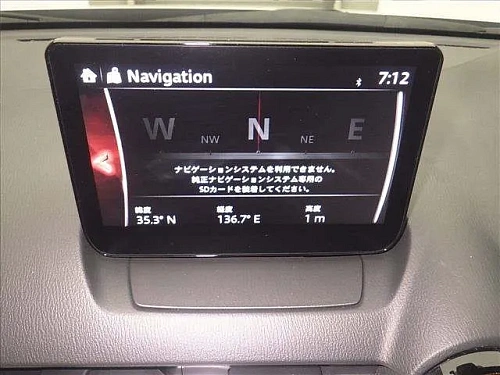 Navigation 7:12
W NW N NE E
ナビゲーションシステムを利用できません。
純正ナビゲーションシステム専用の
SDカードを装着してください。
緯度 経度 高度
35.3° N 136.7° E 1 m